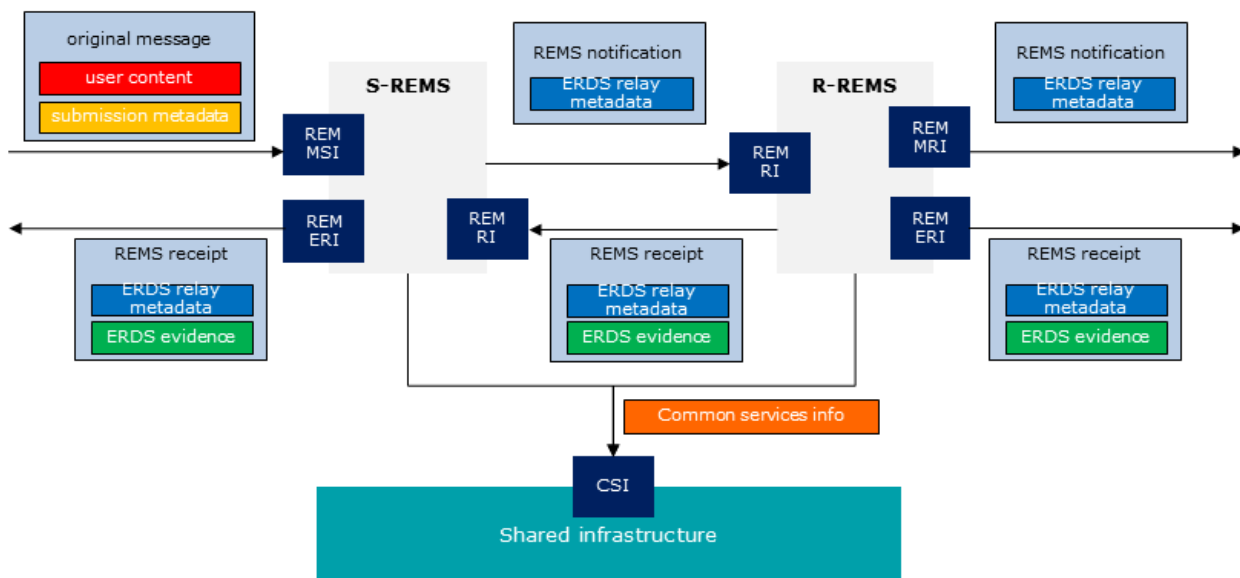 original message
user content
submission metadata
S-REMS
REMS notification
ERDS relay
metadata
R-REMS
REMS notification
ERDS relay
metadata
REM
MSI
REM
RI
REM
MRI
REM
ERI
REM
RI
REM
ERI
REMS receipt
ERDS relay
metadata
ERDS evidence
REMS receipt
ERDS relay
metadata
ERDS evidence
REMS receipt
ERDS relay
metadata
ERDS evidence
Common services info
CSI
Shared infrastructure